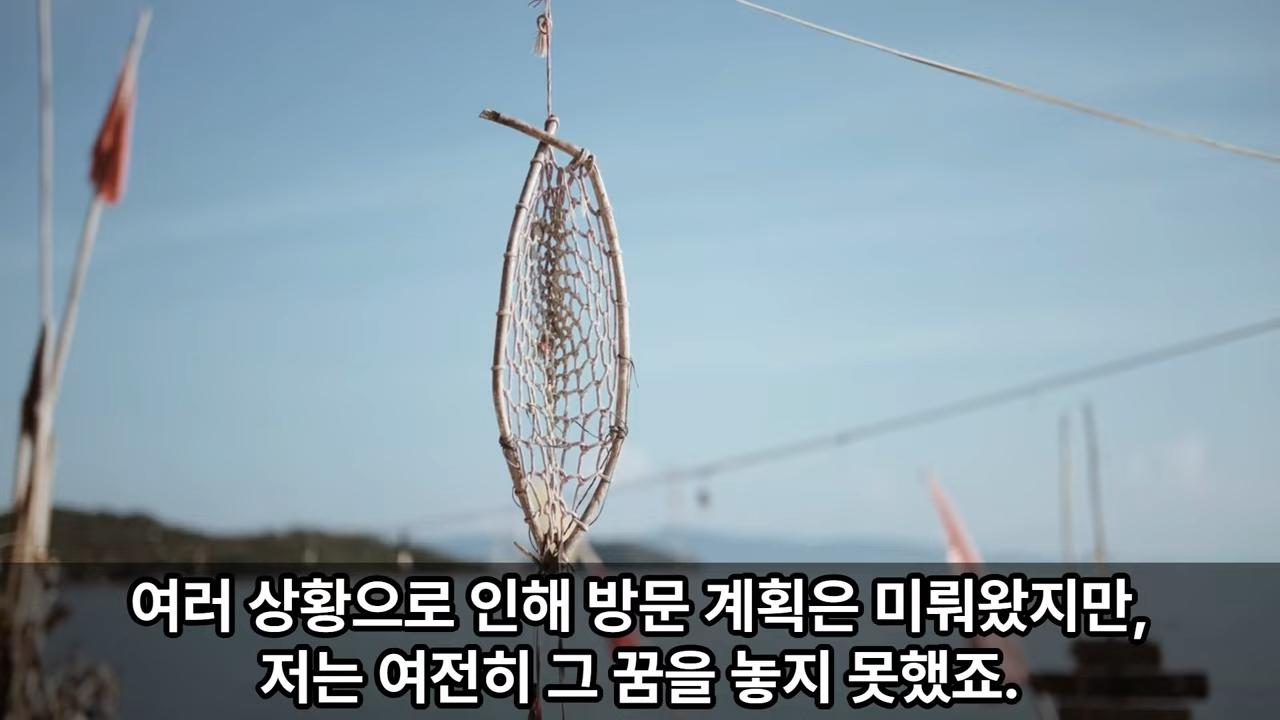 여러 상황으로 인해 방문 계획은 미뤄왔지만,
저는 여전히 그 꿈을 놓지 못했죠.